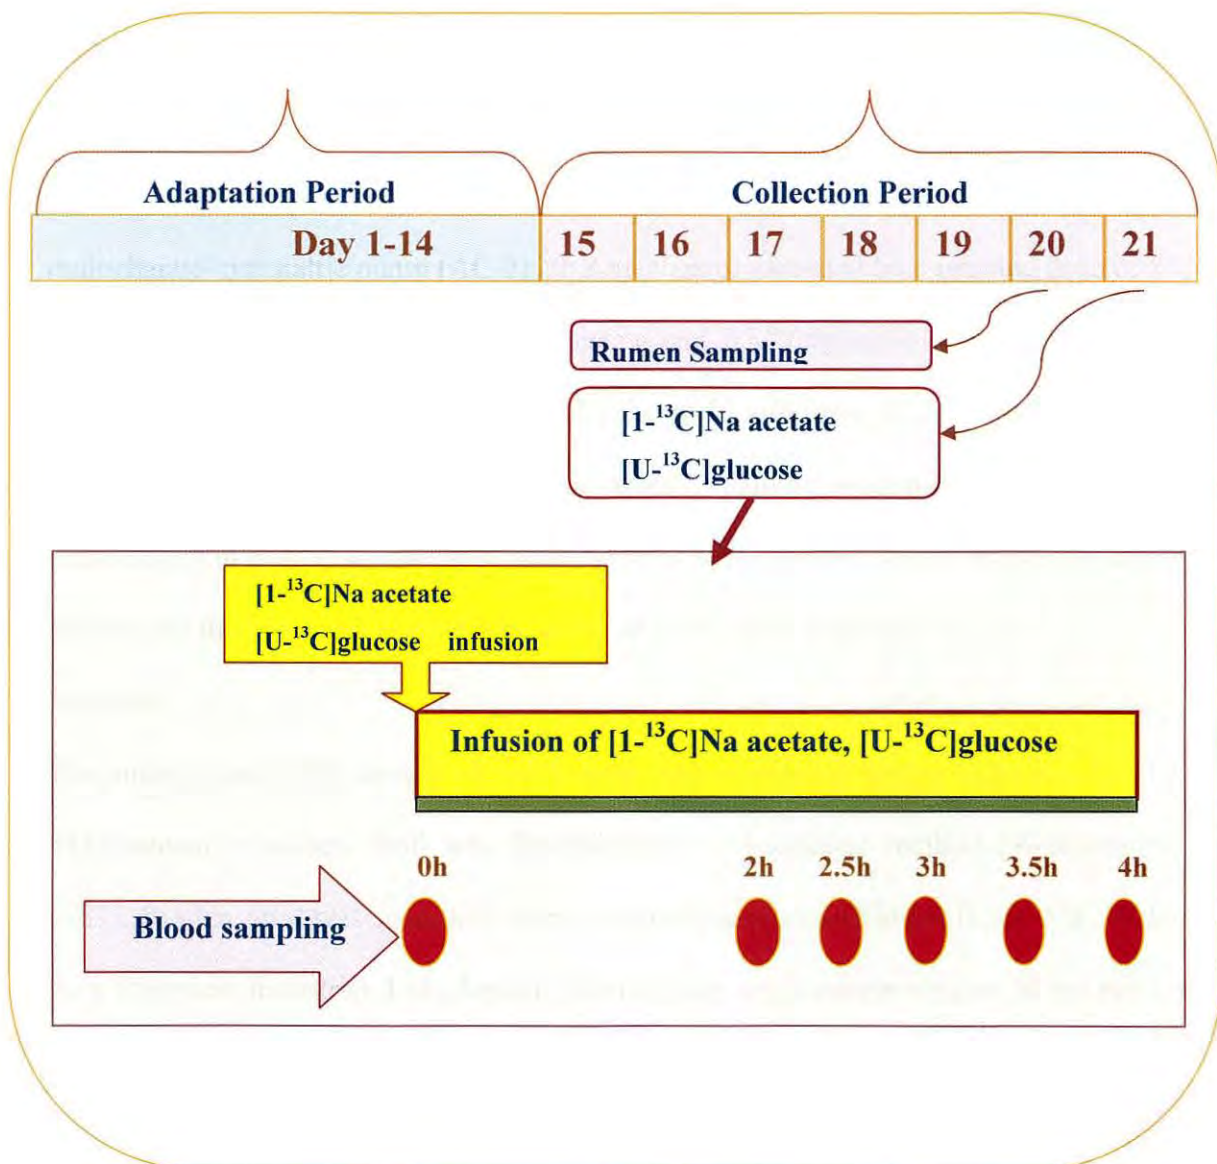 Adaptation Period Collection Period
Day 1-14 15 16 17 18 19 20 21
Rumen Sampling
[1-¹³C]Na acetate
[U-¹³C]glucose
[1-¹³C]Na acetate
[U-¹³C]glucose infusion
Infusion of [1-¹³C]Na acetate, [U-¹³C]glucose
0h 2h 2.5h 3h 3.5h 4h
Blood sampling